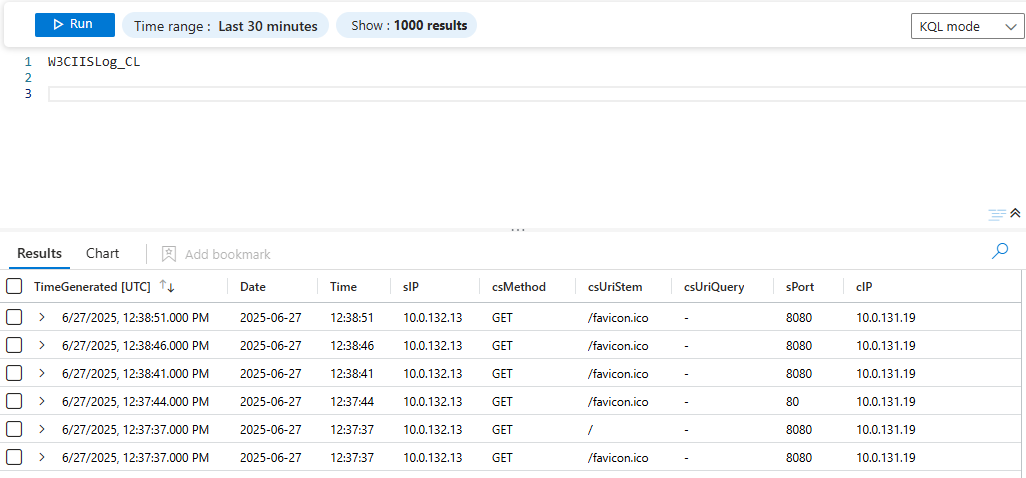 Run Time range : Last 30 minutes Show : 1000 results KQL mode
1 W3CIISLog_CL
2
3
...
Results Chart Add bookmark
TimeGenerated [UTC] ↑↓ Date Time sIP csMethod csUriStem csUriQuery sPort cIP
6/27/2025, 12:38:51.000 PM 2025-06-27 12:38:51 10.0.132.13 GET /favicon.ico - 8080 10.0.131.19
6/27/2025, 12:38:46.000 PM 2025-06-27 12:38:46 10.0.132.13 GET /favicon.ico - 8080 10.0.131.19
6/27/2025, 12:38:41.000 PM 2025-06-27 12:38:41 10.0.132.13 GET /favicon.ico - 8080 10.0.131.19
6/27/2025, 12:37:44.000 PM 2025-06-27 12:37:44 10.0.132.13 GET /favicon.ico - 80 10.0.131.19
6/27/2025, 12:37:37.000 PM 2025-06-27 12:37:37 10.0.132.13 GET / - 8080 10.0.131.19
6/27/2025, 12:37:37.000 PM 2025-06-27 12:37:37 10.0.132.13 GET /favicon.ico - 8080 10.0.131.19